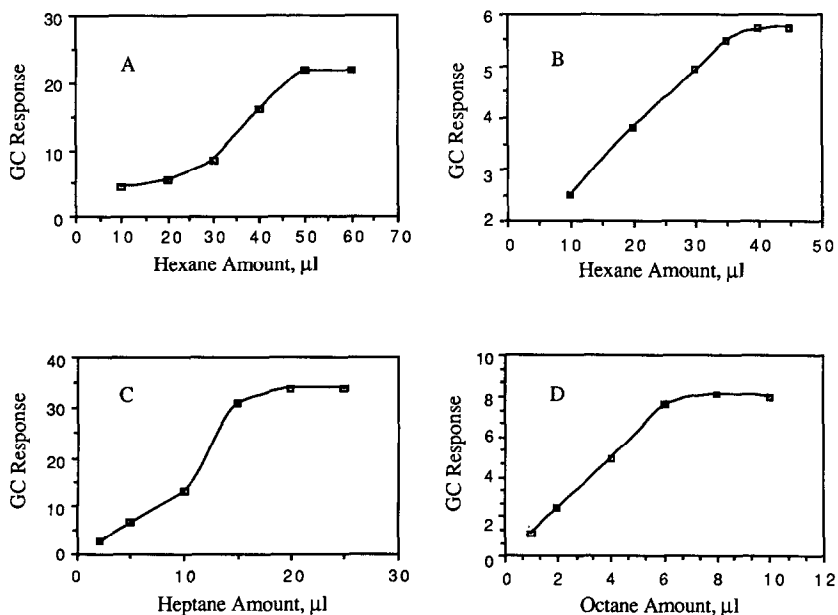 30
20
10
0
GC Response
A
0 10 20 30 40 50 60 70
Hexane Amount, µl
6
5
4
3
2
GC Response
B
0 10 20 30 40 50
Hexane Amount, µl
40
30
20
10
0
GC Response
C
0 10 20 30
Heptane Amount, µl
10
8
6
4
2
0
GC Response
D
0 2 4 6 8 10 12
Octane Amount, µl